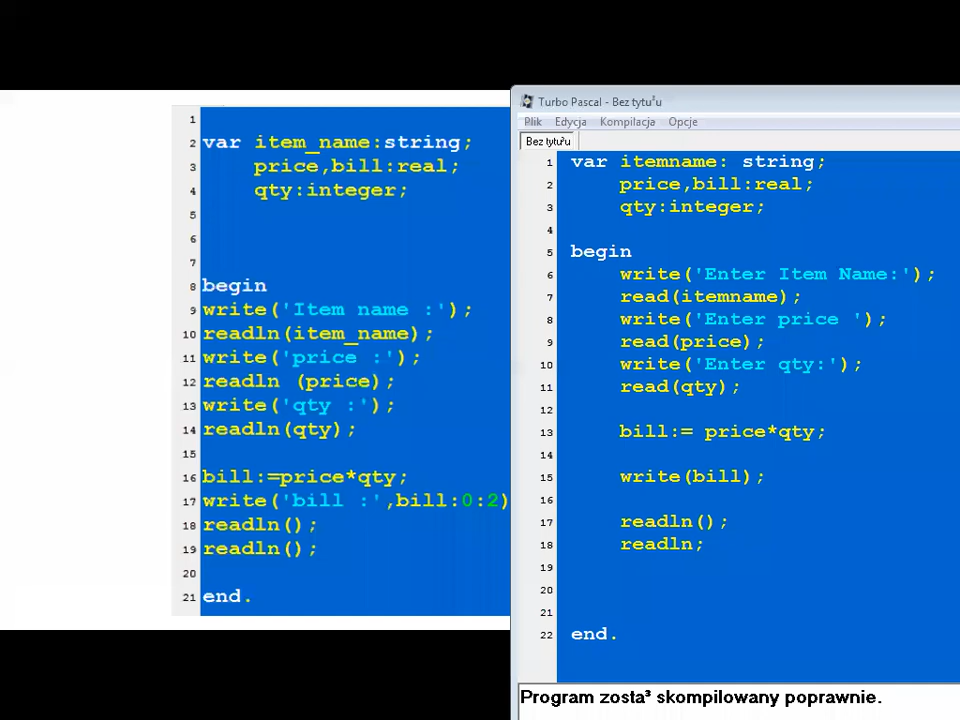 1
2 var item_name:string;
3 price,bill:real;
4 qty:integer;
5
6
7
8 begin
9 write('Item name :');
10 readln(item_name);
11 write('price :');
12 readln (price);
13 write('qty :');
14 readln(qty);
15
16 bill:=price*qty;
17 write('bill :',bill:0:2)
18 readln();
19 readln();
20
21 end.
Turbo Pascal - Bez tytu³u
Plik Edycja Kompilacja Opcje
Bez tytu³u
1 var itemname: string;
2 price,bill:real;
3 qty:integer;
4
5 begin
6 write('Enter Item Name:');
7 read(itemname);
8 write('Enter price ');
9 read(price);
10 write('Enter qty:');
11 read(qty);
12
13 bill:= price*qty;
14
15 write(bill);
16
17 readln();
18 readln;
19
20
21
22 end.
Program zosta³ skompilowany poprawnie.